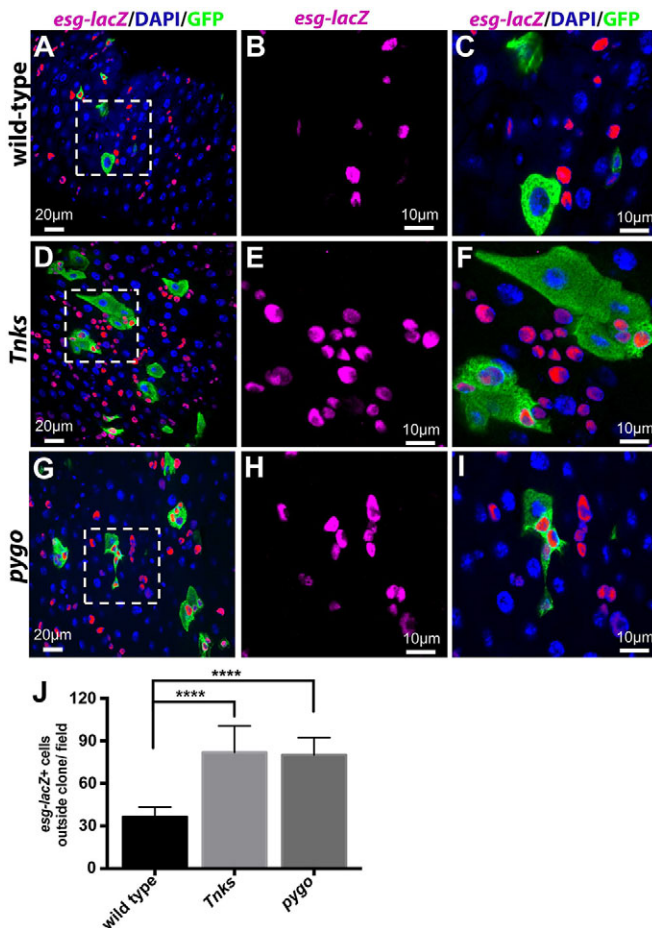 esg-lacZ/DAPI/GFP esg-lacZ esg-lacZ/DAPI/GFP
wild-type
A B C
20µm 10µm 10µm
Tnks
D E F
20µm 10µm 10µm
pygo
G H I
20µm 10µm 10µm
J
****
****
esg-lacZ+ cells
outside clone/ field
120
90
60
30
0
wild type Tnks pygo